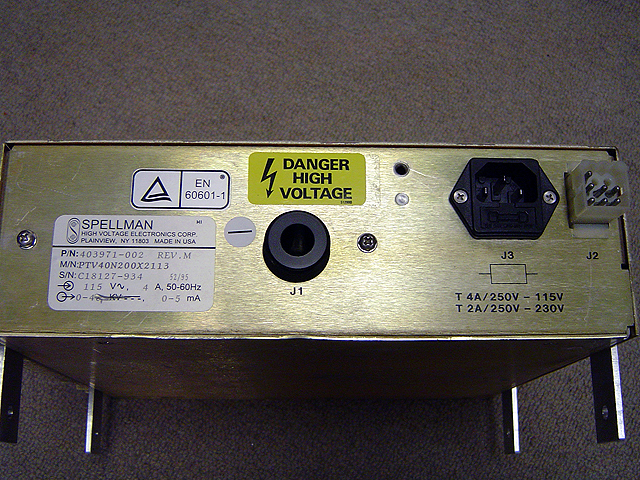 EN
60601-1
DANGER
HIGH
VOLTAGE
SPELLMAN
HIGH VOLTAGE ELECTRONICS CORP.
PLAINVIEW, NY 11803 MADE IN USA
P/N: 403971-002 REV. M
M/N: PTV40N200X2113
S/N: C18127-934 51/95
115 V 4 A, 50-60Hz
0-5 mA
J1
J3
J2
T 4A/250V – 115V
T 2A/250V – 230V